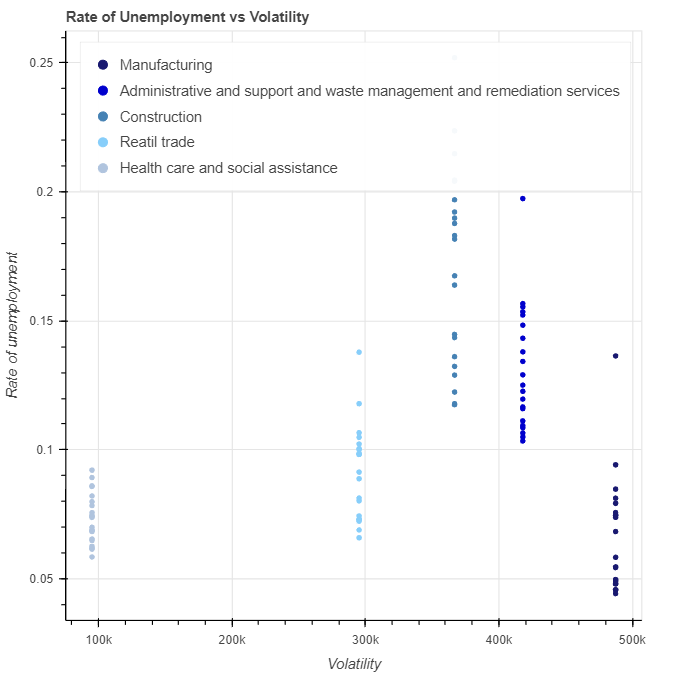 Rate of Unemployment vs Volatility
0.25
0.2
0.15
0.1
0.05
Rate of unemployment
Manufacturing
Administrative and support and waste management and remediation services
Construction
Reatil trade
Health care and social assistance
100k
200k
300k
400k
500k
Volatility